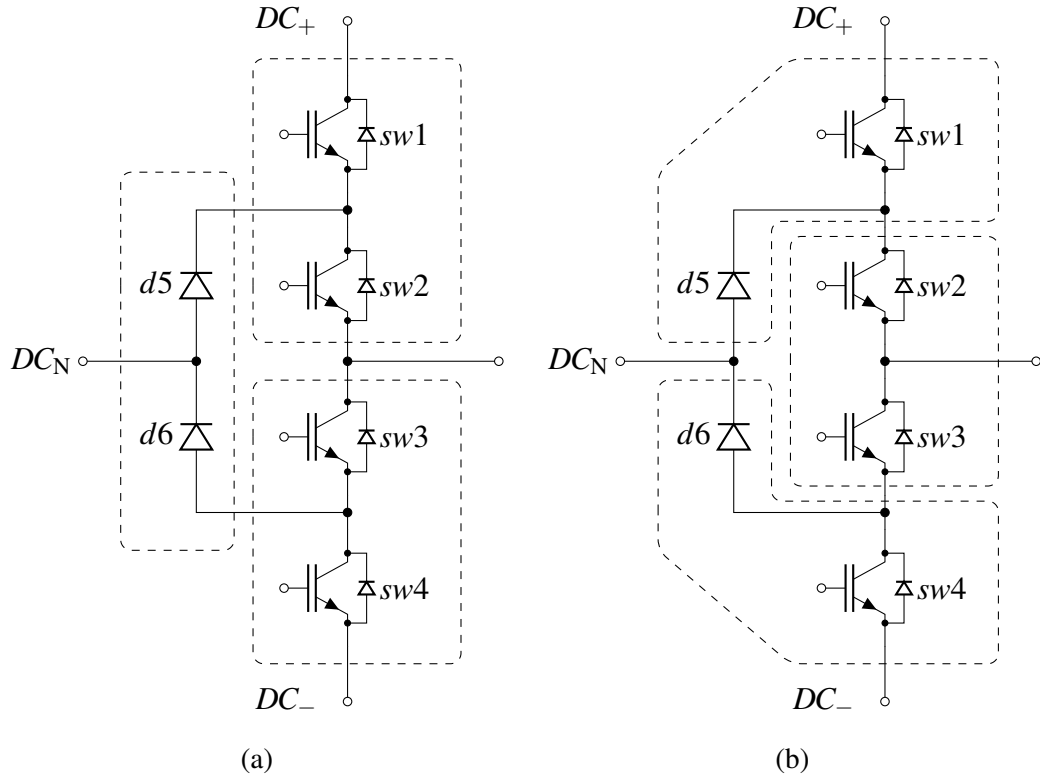 DC+ DC+
sw1 sw1
d5 sw2 d5 sw2
DCN DCN
d6 sw3 d6 sw3
sw4 sw4
DC− DC−
(a) (b)